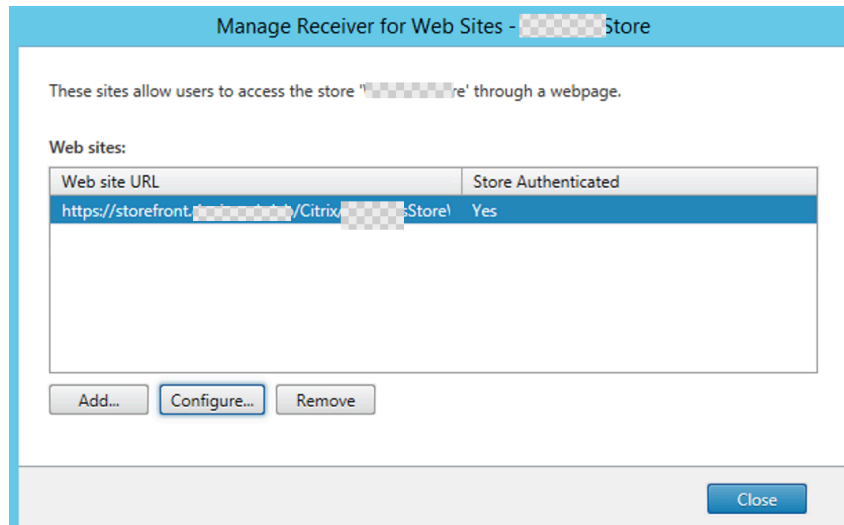 Manage Receiver for Web Sites - Store
These sites allow users to access the store ' re' through a webpage.
Web sites:
Web site URL Store Authenticated
https://storefront. /Citrix/ sStore Yes
Add... Configure... Remove
Close